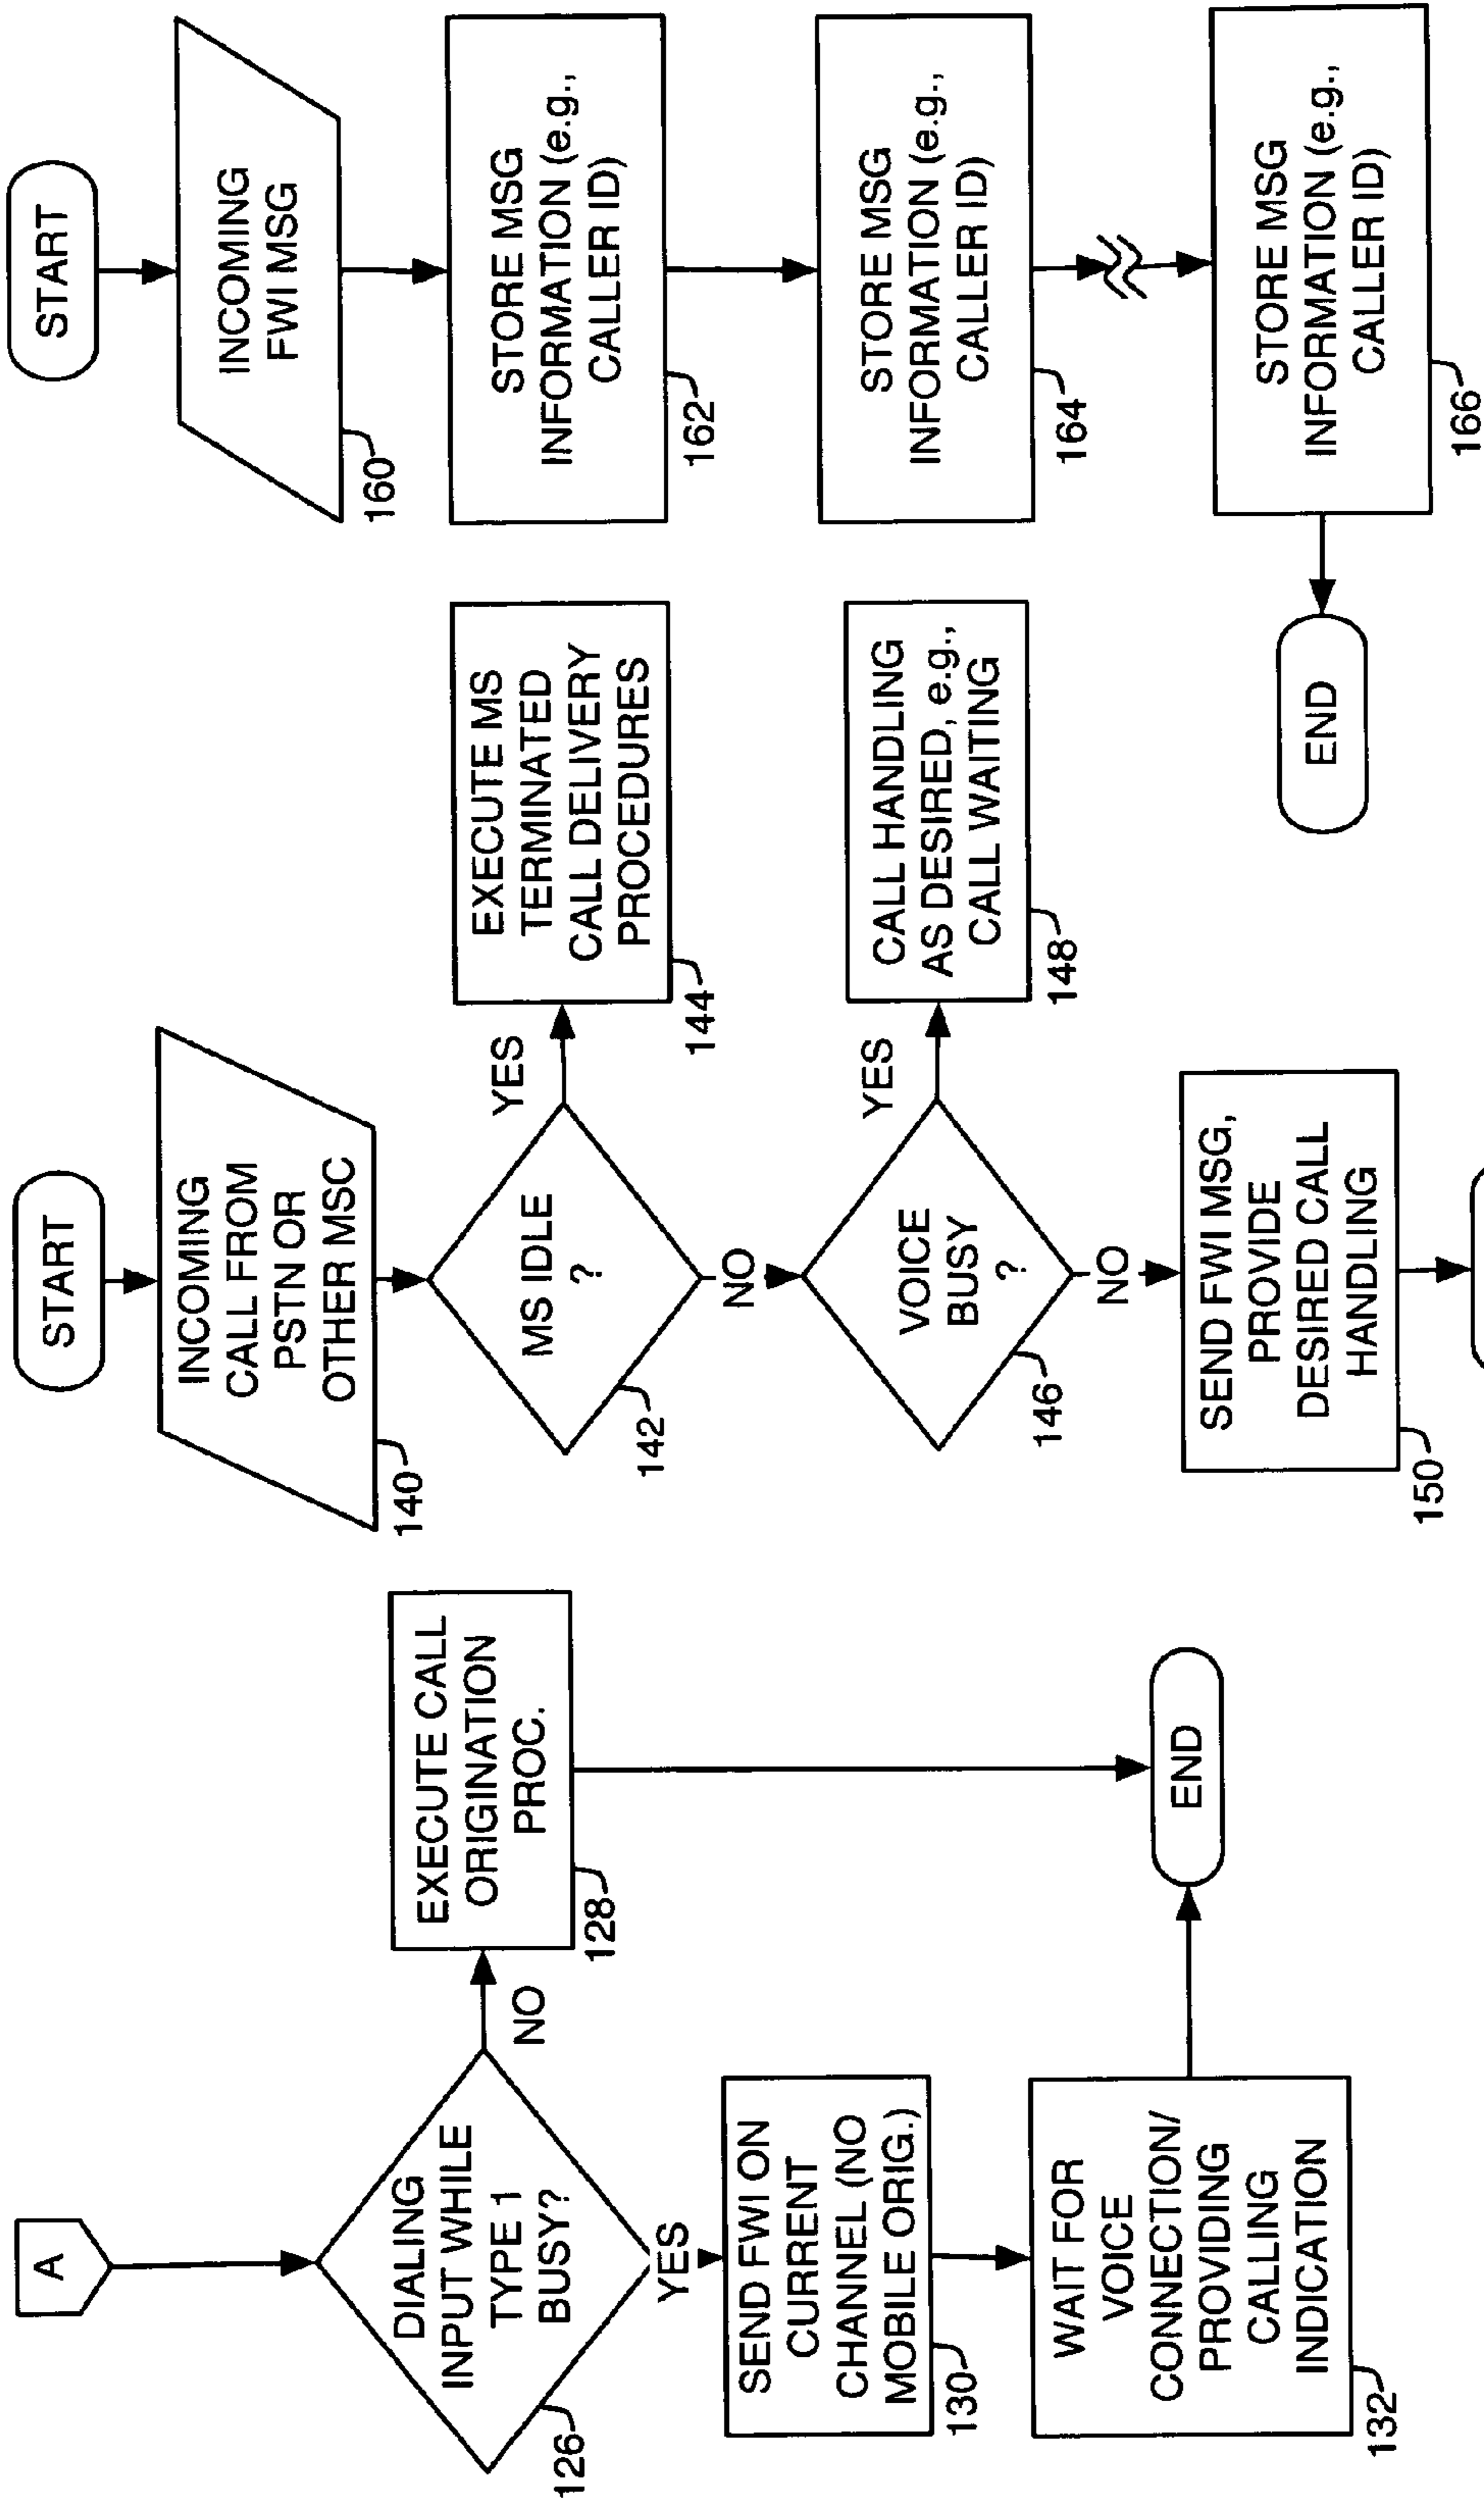 A
DIALING
INPUT WHILE
TYPE 1
BUSY?
126
NO
EXECUTE CALL
ORIGINATION
PROC.
128
YES
SEND FWI ON
CURRENT
CHANNEL (NO
MOBILE ORIG.)
130
WAIT FOR
VOICE
CONNECTION/
PROVIDING
CALLING
INDICATION
132
END
START
INCOMING
CALL FROM
PSTN OR
OTHER MSC
140
MS IDLE
?
142
YES
EXECUTE MS
TERMINATED
CALL DELIVERY
PROCEDURES
144
NO
VOICE
BUSY
?
146
YES
CALL HANDLING
AS DESIRED, e.g.,
CALL WAITING
148
NO
SEND FWI MSG,
PROVIDE
DESIRED CALL
HANDLING
150
START
INCOMING
FWI MSG
160
STORE MSG
INFORMATION (e.g.,
CALLER ID)
162
STORE MSG
INFORMATION (e.g.,
CALLER ID)
164
STORE MSG
INFORMATION (e.g.,
CALLER ID)
166
END